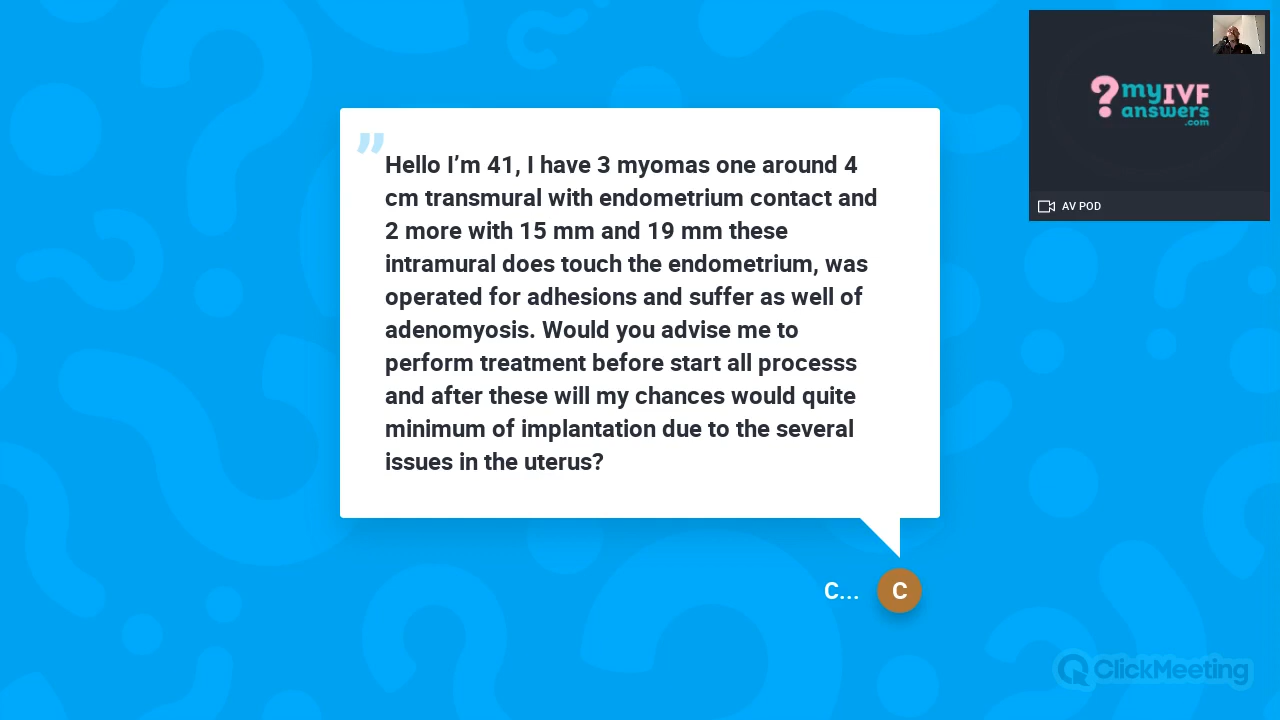 ”
Hello I’m 41, I have 3 myomas one around 4
cm transmural with endometrium contact and
2 more with 15 mm and 19 mm these
intramural does touch the endometrium, was
operated for adhesions and suffer as well of
adenomyosis. Would you advise me to
perform treatment before start all processs
and after these will my chances would quite
minimum of implantation due to the several
issues in the uterus?
C...
C
?myIVF
answers
.com
AV POD
ClickMeeting